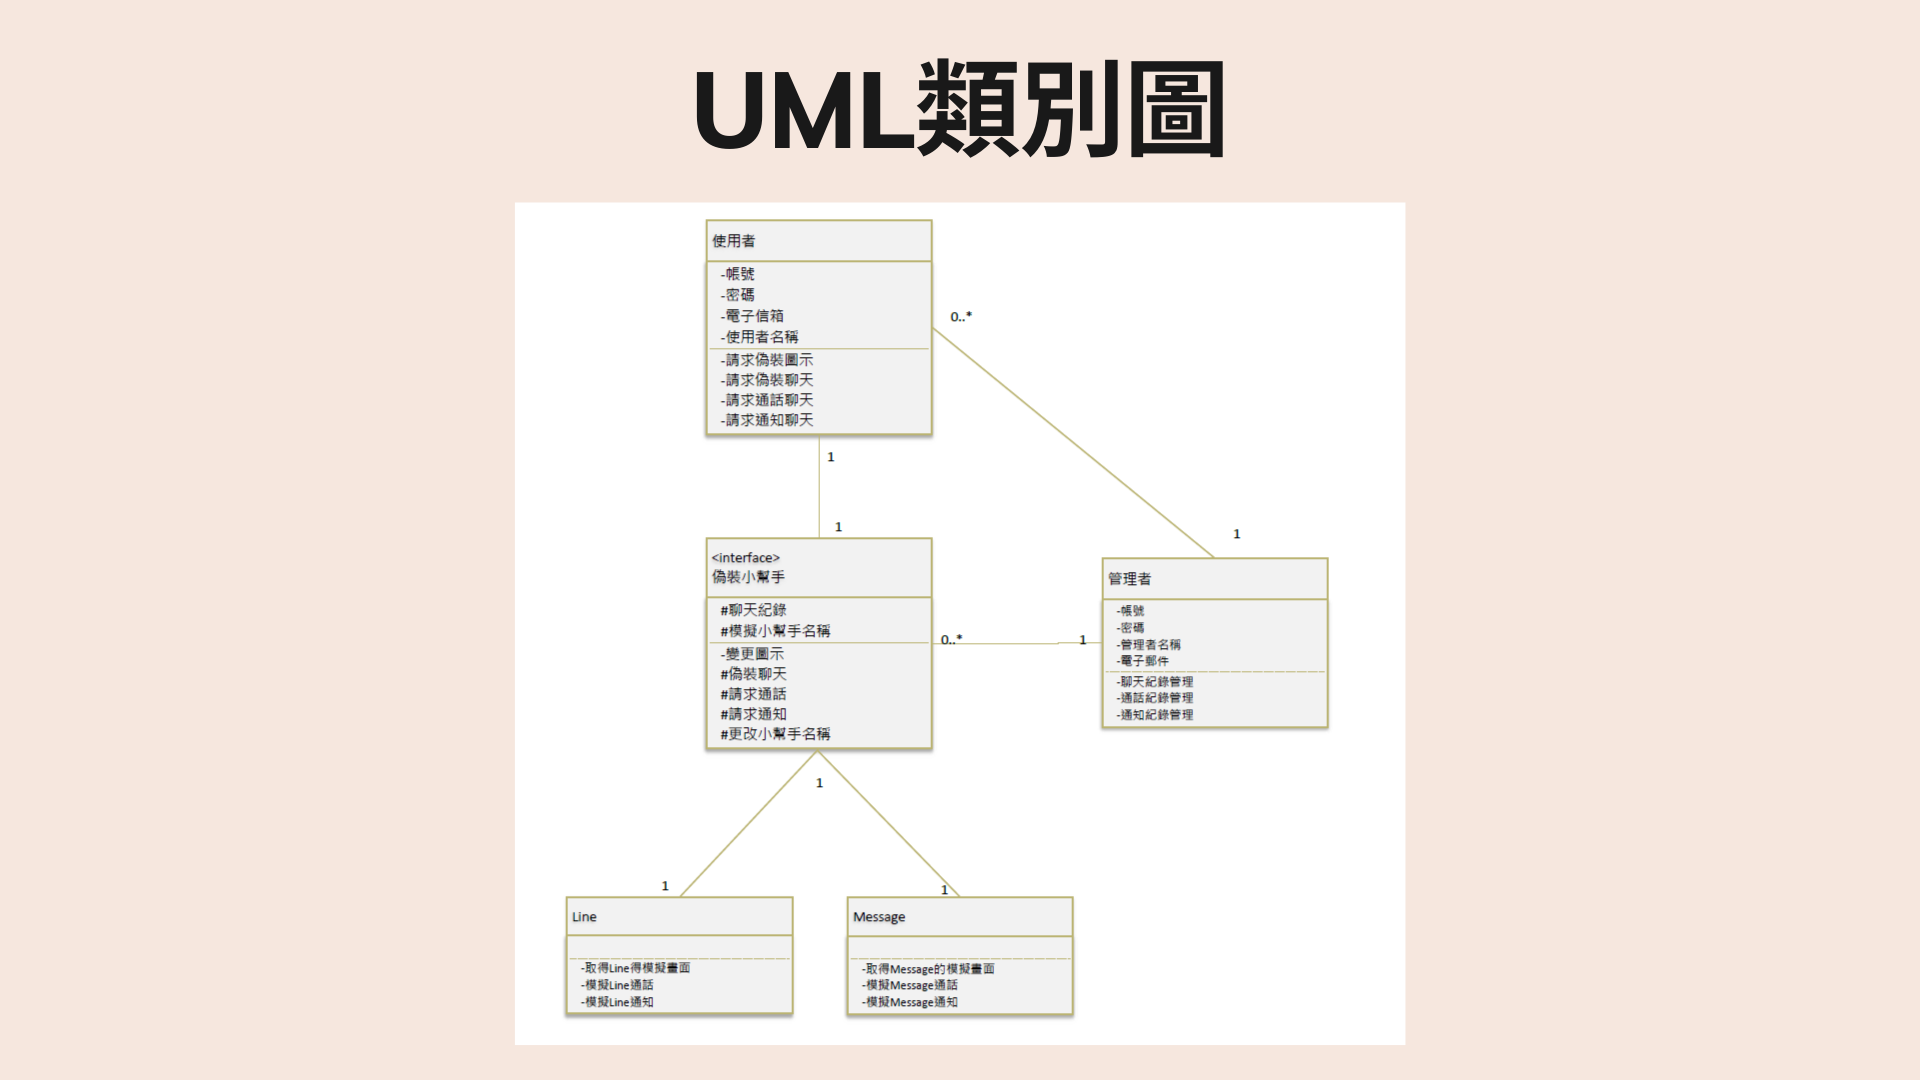 UML類別圖
使用者
-帳號
-密碼
-電子信箱
-使用者名稱
-請求偽裝圖示
-請求偽裝聊天
-請求通話聊天
-請求通知聊天
0..*
1
1
1
<interface>
偽裝小幫手
#聊天紀錄
#模擬小幫手名稱
-變更圖示
#偽裝聊天
#請求通話
#請求通知
#更改小幫手名稱
0..*
1
管理者
-帳號
-密碼
-管理者名稱
-電子郵件
-聊天紀錄管理
-通話紀錄管理
-通知紀錄管理
1
1
1
Line
-取得Line得模擬畫面
-模擬Line通話
-模擬Line通知
Message
-取得Message的模擬畫面
-模擬Message通話
-模擬Message通知